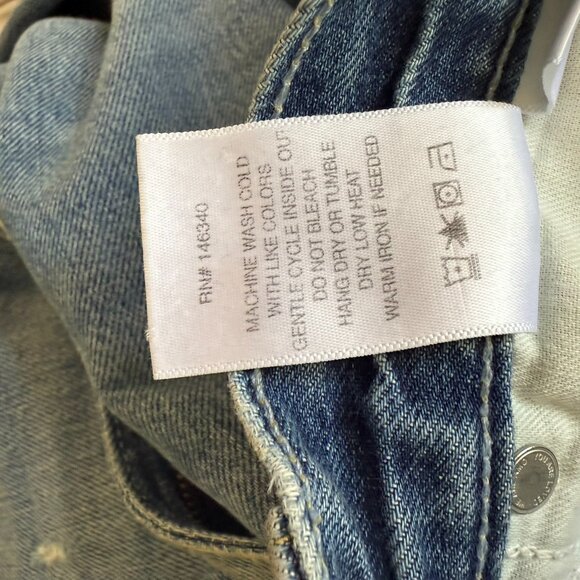 RN# 146340
MACHINE WASH COLD
WITH LIKE COLORS
GENTLE CYCLE INSIDE OUT
DO NOT BLEACH
HANG DRY OR TUMBLE
DRY LOW HEAT
WARM IRON IF NEEDED